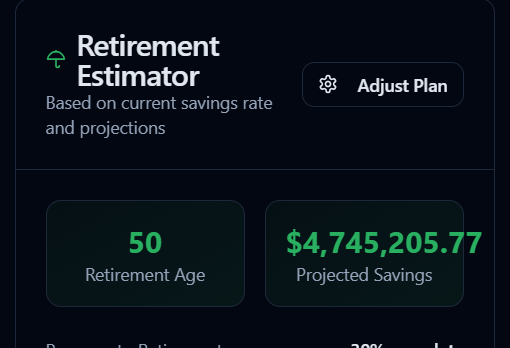 Retirement
Estimator
Based on current savings rate
and projections
Adjust Plan
50
Retirement Age
$4,745,205.77
Projected Savings